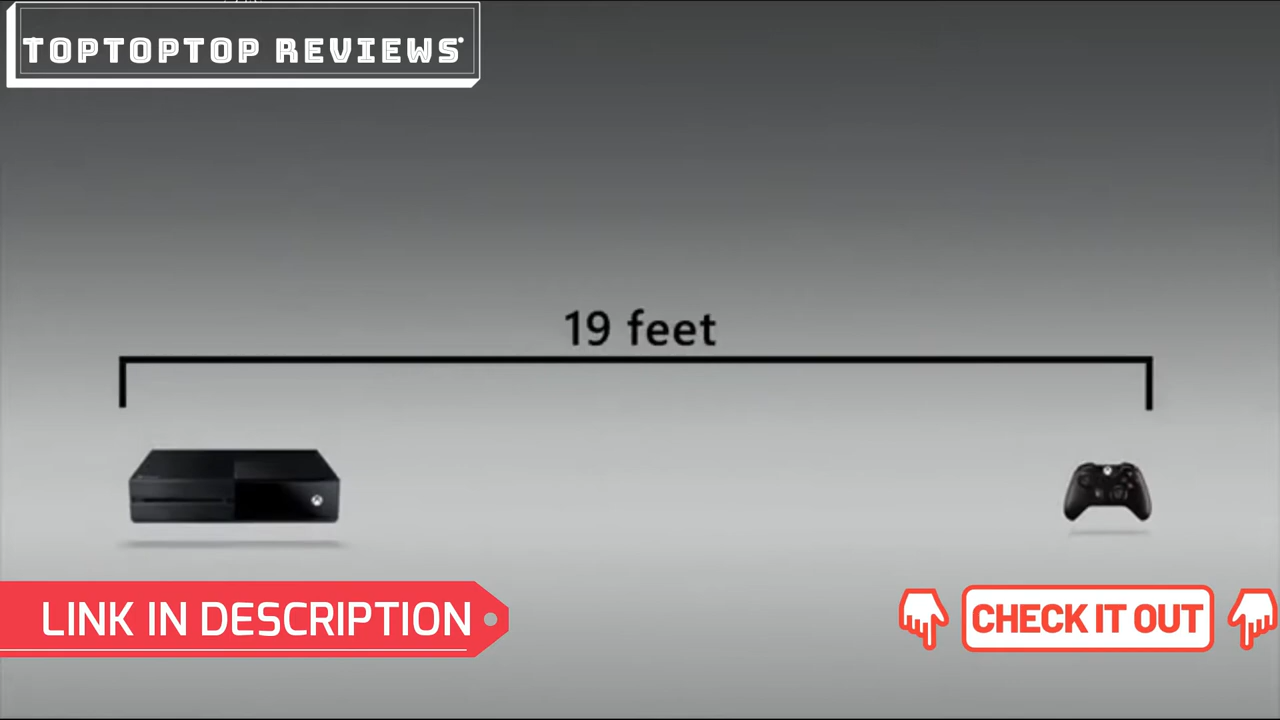 TOPTOPTOP REVIEWS
19 feet
LINK IN DESCRIPTION
CHECK IT OUT